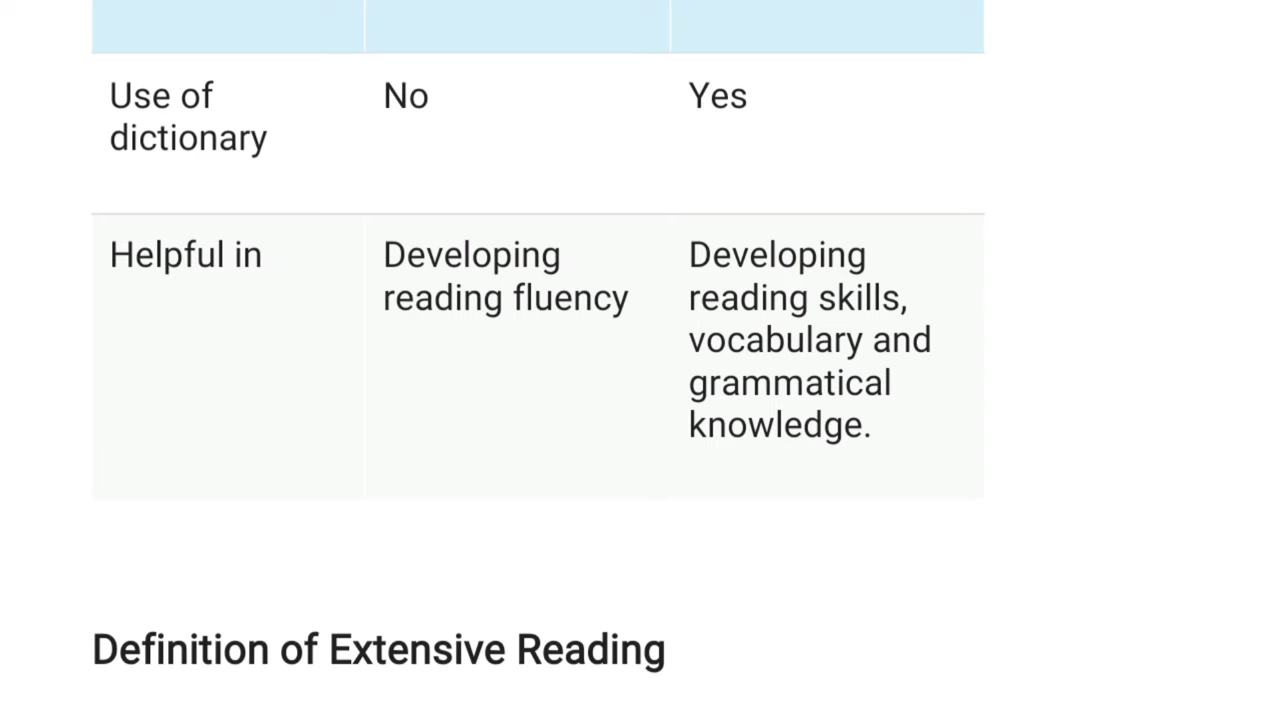 Use of
dictionary
No
Yes
Helpful in
Developing
reading fluency
Developing
reading skills,
vocabulary and
grammatical
knowledge.
Definition of Extensive Reading